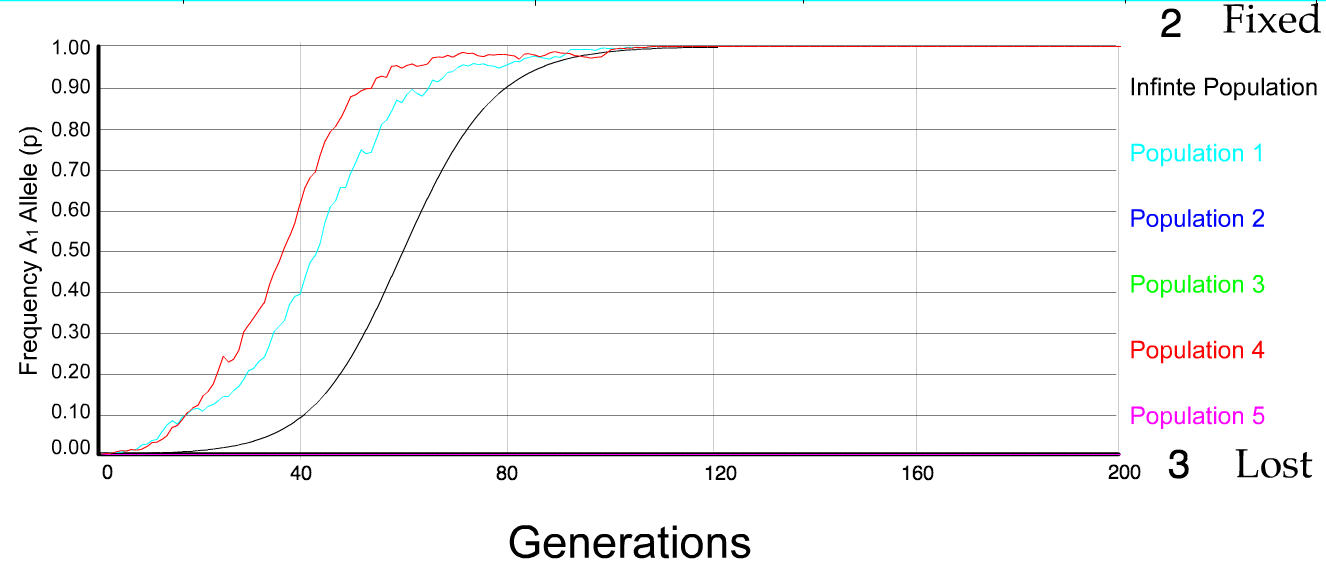 2 Fixed
1.00
0.90
0.80
0.70
0.60
0.50
0.40
0.30
0.20
0.10
0.00
Frequency A1 Allele (p)
Infinte Population
Population 1
Population 2
Population 3
Population 4
Population 5
3 Lost
0 40 80 120 160 200
Generations